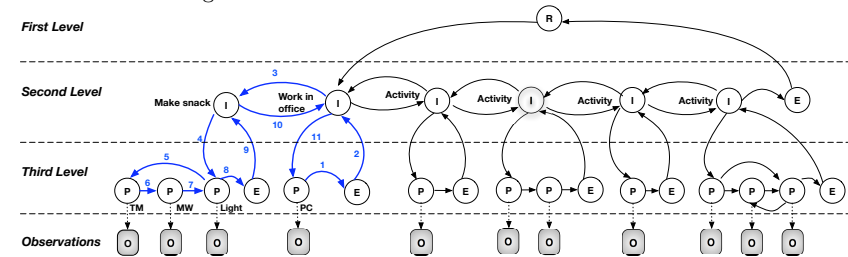 First Level
R
3
Second Level
Make snack
I
Work in
office
I
Activity
I
Activity
I
Activity
I
Activity
I
E
10
11
4
9
2
5
8
1
Third Level
P
6
P
7
P
E
P
E
P
E
P
P
E
P
E
P
P
P
E
TM
MW
Light
PC
Observations
O
O
O
O
O
O
O
O
O
O
O